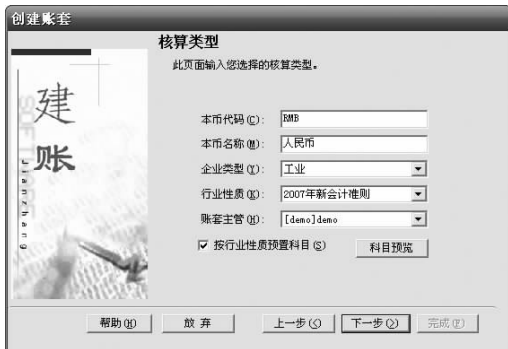 创建账套
核算类型
此页面输入您选择的核算类型。
建
账
Jianzhang
本币代码(C): RMB
本币名称(M): 人民币
企业类型(Y): 工业
行业性质(K): 2007年新会计准则
账套主管(H): [demo]demo
按行业性质预置科目(S) 科目预览
帮助(H) 放弃 上一步(<) 下一步(>) 完成(F)